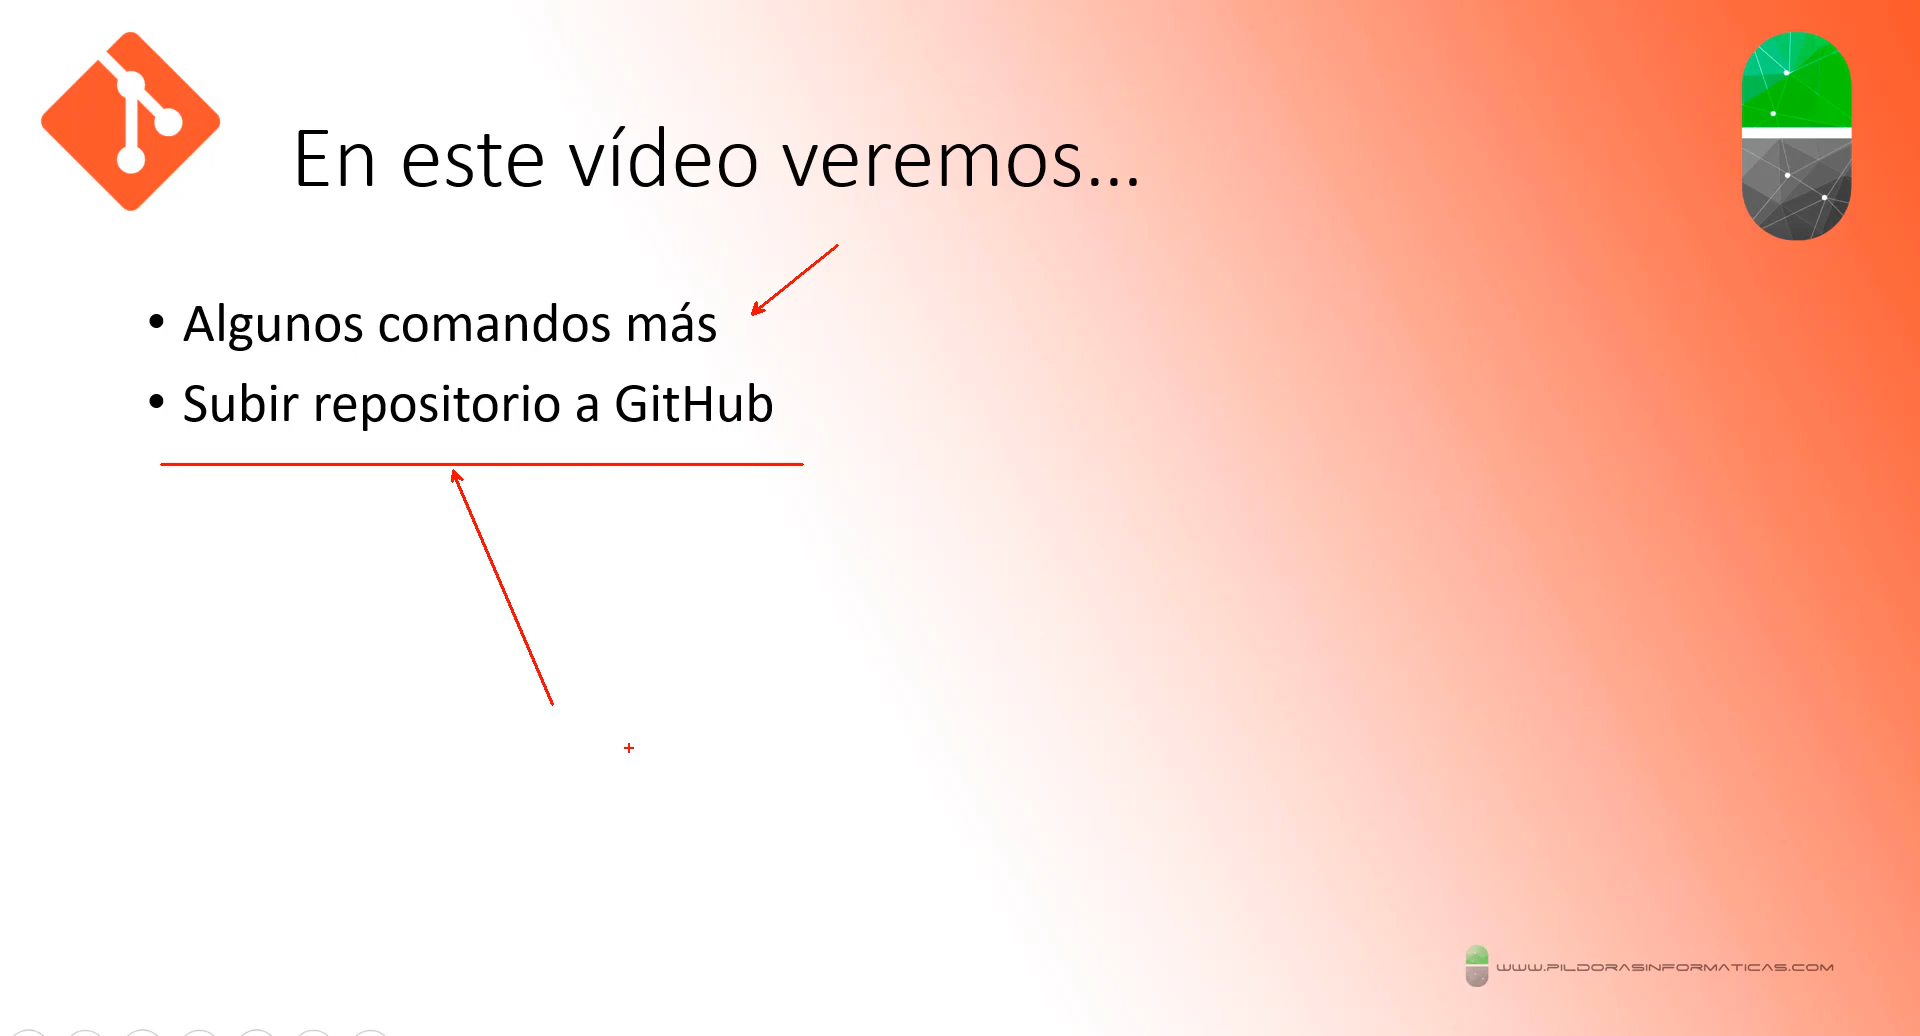 En este vídeo veremos...
• Algunos comandos más
• Subir repositorio a GitHub
WWW.PILDORASINFORMATICAS.COM